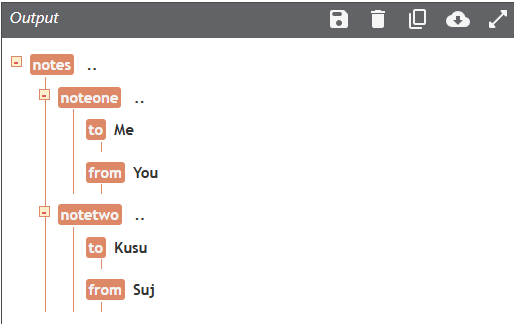 Output
- notes ..
- noteone ..
to Me
from You
- notetwo ..
to Kusu
from Suj